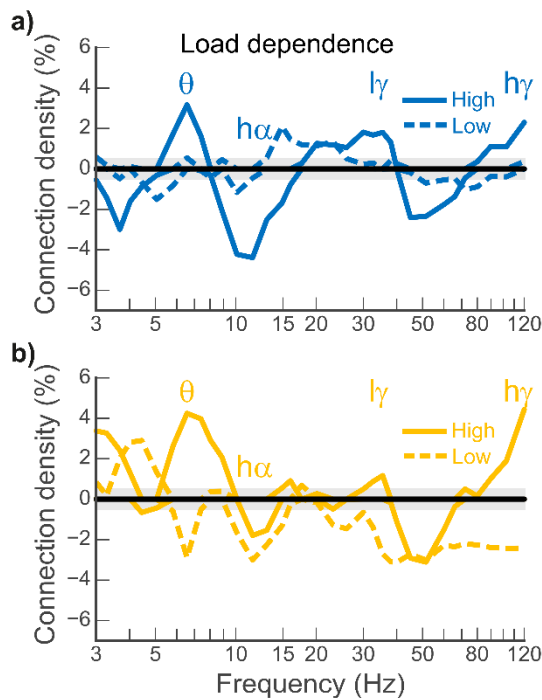 a)
Load dependence
Connection density (%)
6
4
2
0
−2
−4
−6
θ
hα
lγ
hγ
High
Low
3 5 10 15 20 30 50 80 120
b)
Connection density (%)
6
4
2
0
−2
−4
−6
θ
hα
lγ
hγ
High
Low
3 5 10 15 20 30 50 80 120
Frequency (Hz)